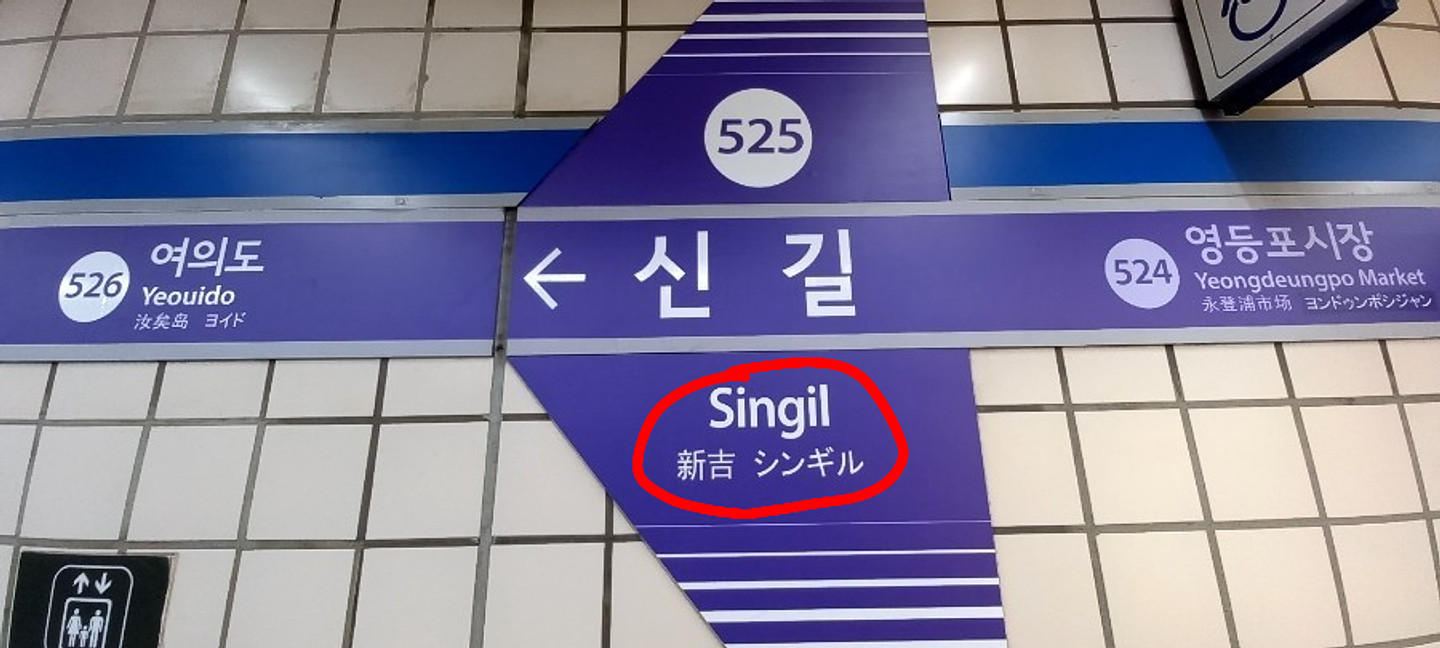 525
526 여의도
Yeouido
汝矣岛 ヨイド
← 신 길
524 영등포시장
Yeongdeungpo Market
永登浦市场 ヨンドゥンポシジャン
Singil
新吉 シンギル